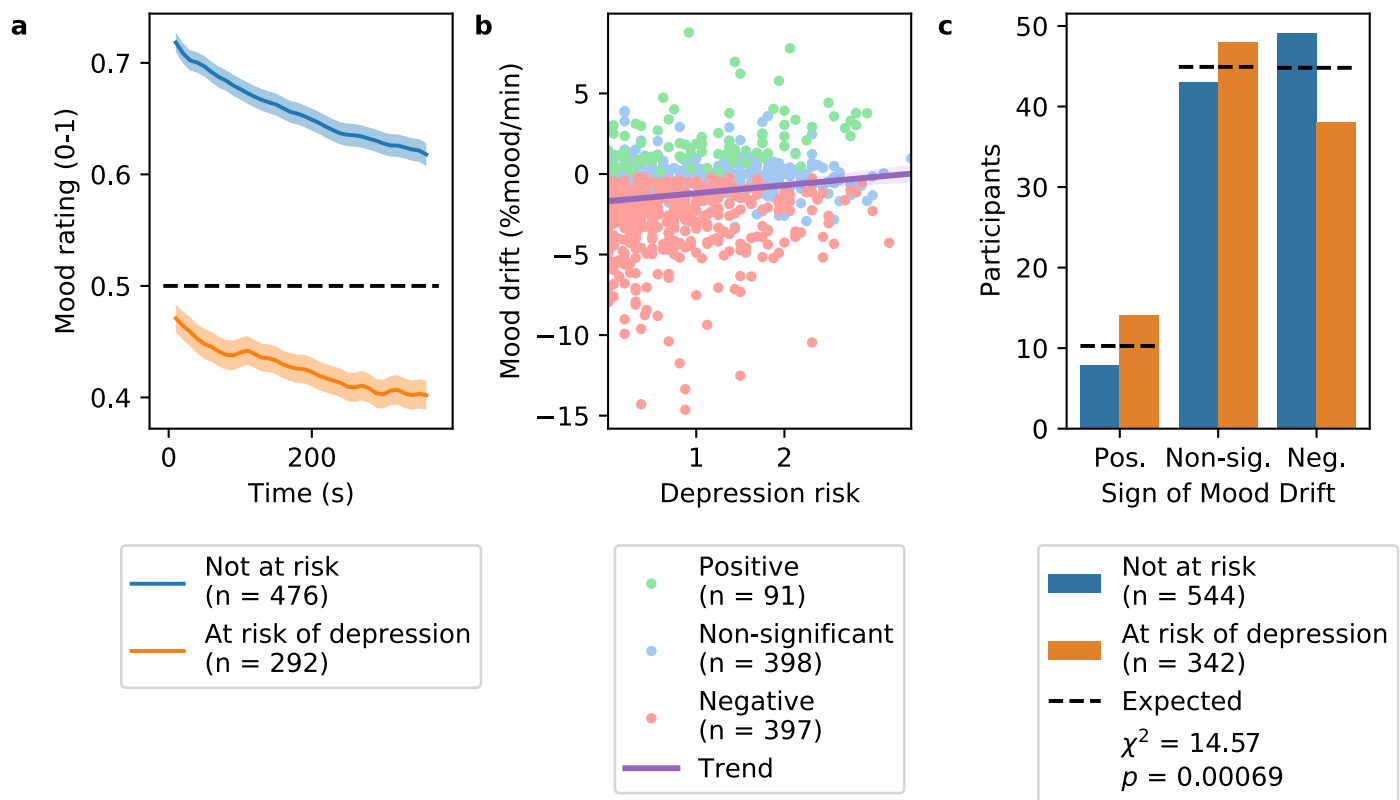 a
Mood rating (0-1)
0.7
0.6
0.5
0.4
0
200
Time (s)
Not at risk
(n = 476)
At risk of depression
(n = 292)
b
Mood drift (%mood/min)
5
0
−5
−10
−15
1
2
Depression risk
Positive
(n = 91)
Non-significant
(n = 398)
Negative
(n = 397)
Trend
c
Participants
50
40
30
20
10
0
Pos.
Non-sig.
Neg.
Sign of Mood Drift
Not at risk
(n = 544)
At risk of depression
(n = 342)
Expected
χ² = 14.57
p = 0.00069